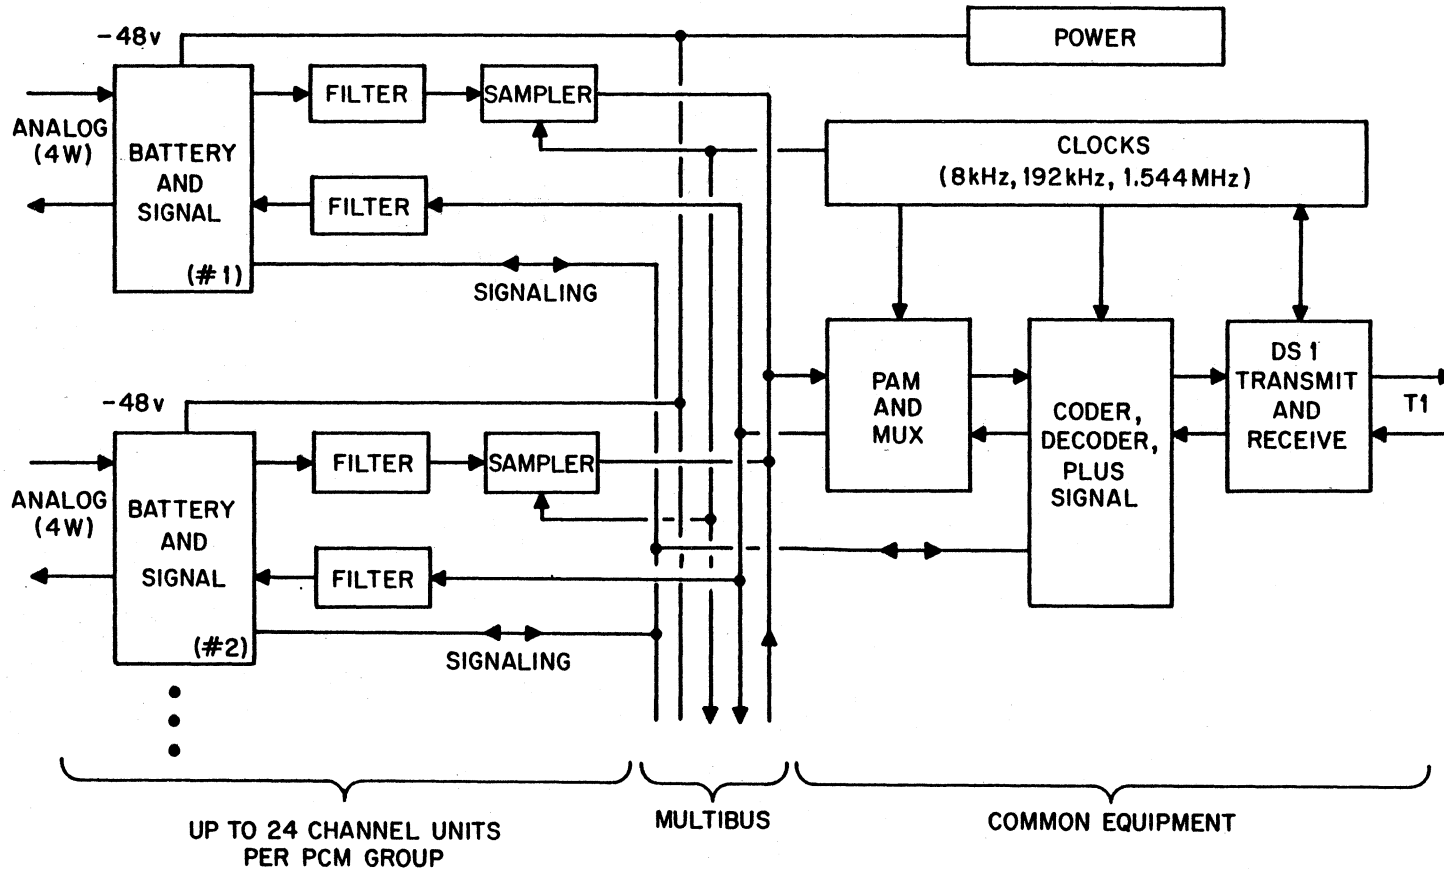 -48v
POWER
ANALOG
(4W)
BATTERY
AND
SIGNAL
(#1)
FILTER
SAMPLER
FILTER
SIGNALING
CLOCKS
(8kHz, 192kHz, 1.544MHz)
-48v
ANALOG
(4W)
BATTERY
AND
SIGNAL
(#2)
FILTER
SAMPLER
FILTER
SIGNALING
PAM
AND
MUX
CODER,
DECODER,
PLUS
SIGNAL
DS1
TRANSMIT
AND
RECEIVE
T1
UP TO 24 CHANNEL UNITS
PER PCM GROUP
MULTIBUS
COMMON EQUIPMENT